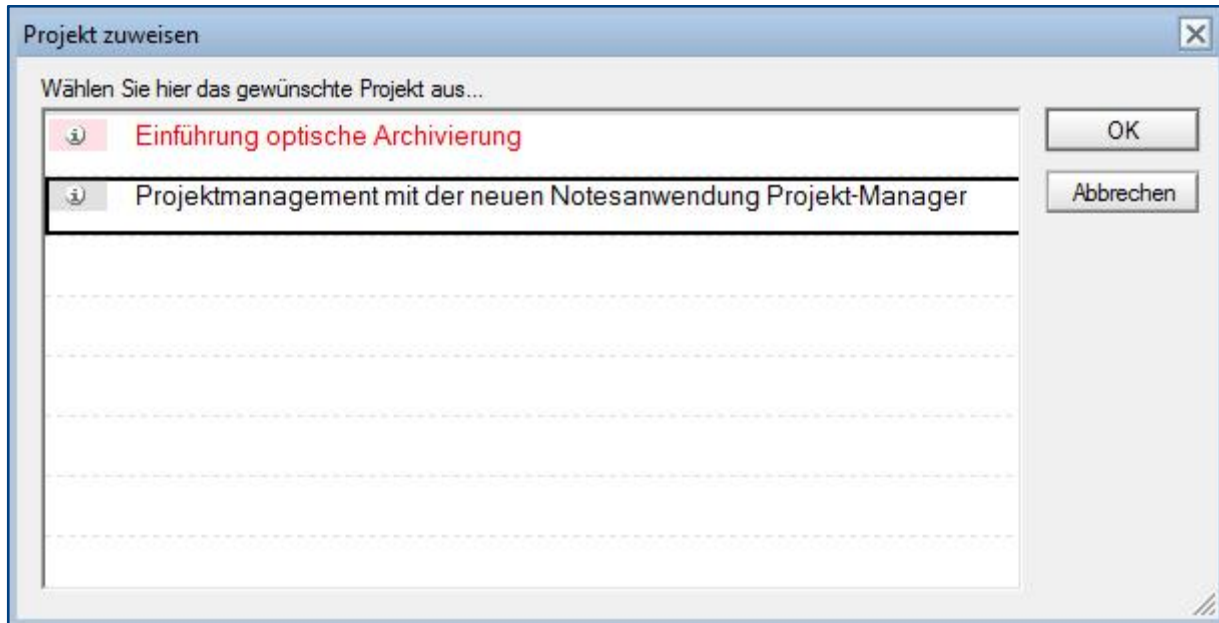 Projekt zuweisen
Wählen Sie hier das gewünschte Projekt aus...
Einführung optische Archivierung
Projektmanagement mit der neuen Notesanwendung Projekt-Manager
OK
Abbrechen